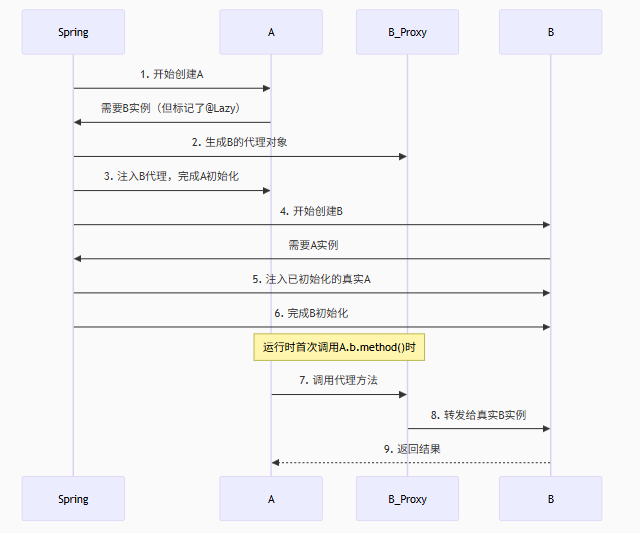 Spring A B_Proxy B
1. 开始创建A
需要B实例（但标记了@Lazy）
2. 生成B的代理对象
3. 注入B代理，完成A初始化
4. 开始创建B
需要A实例
5. 注入已初始化的真实A
6. 完成B初始化
运行时首次调用A.b.method()时
7. 调用代理方法
8. 转发给真实B实例
9. 返回结果
Spring A B_Proxy B